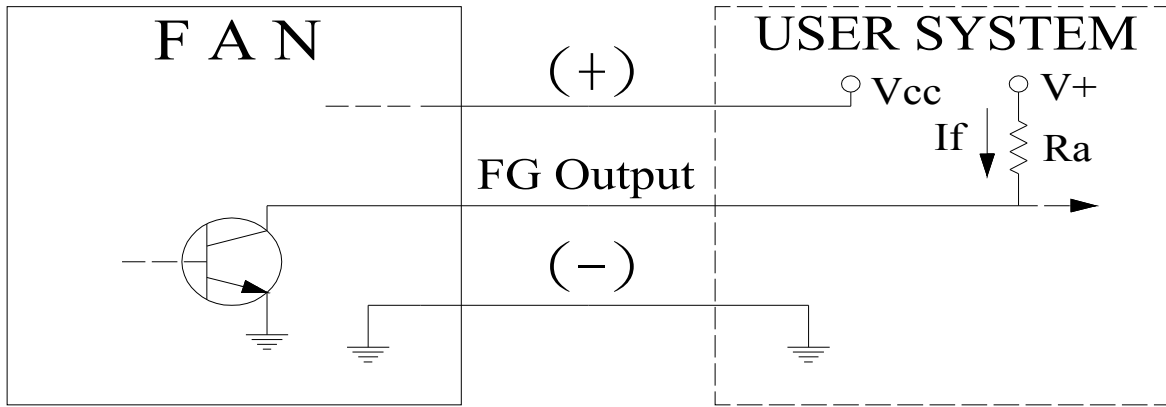 F A N
USER SYSTEM
(+)
Vcc
V+
If
Ra
FG Output
(−)